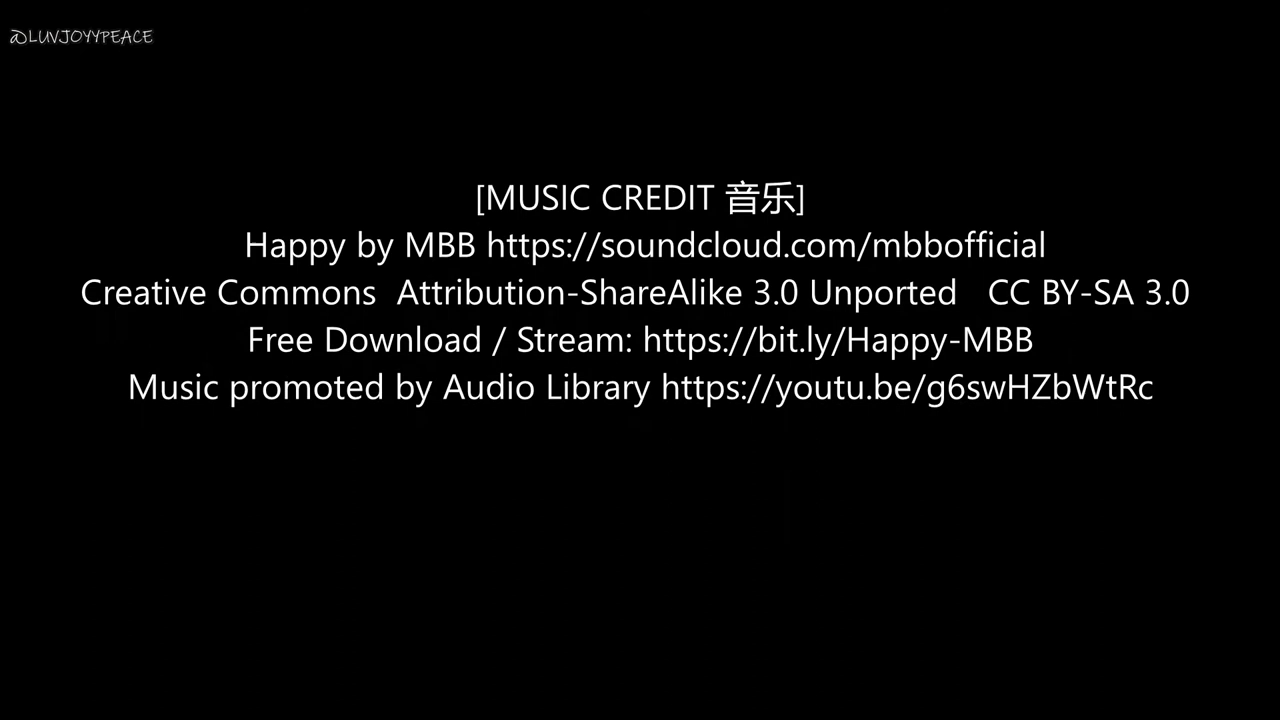 @LUVJOYYPEACE
[MUSIC CREDIT 音乐]
Happy by MBB https://soundcloud.com/mbbofficial
Creative Commons  Attribution-ShareAlike 3.0 Unported   CC BY-SA 3.0
Free Download / Stream: https://bit.ly/Happy-MBB
Music promoted by Audio Library https://youtu.be/g6swHZbWtRc